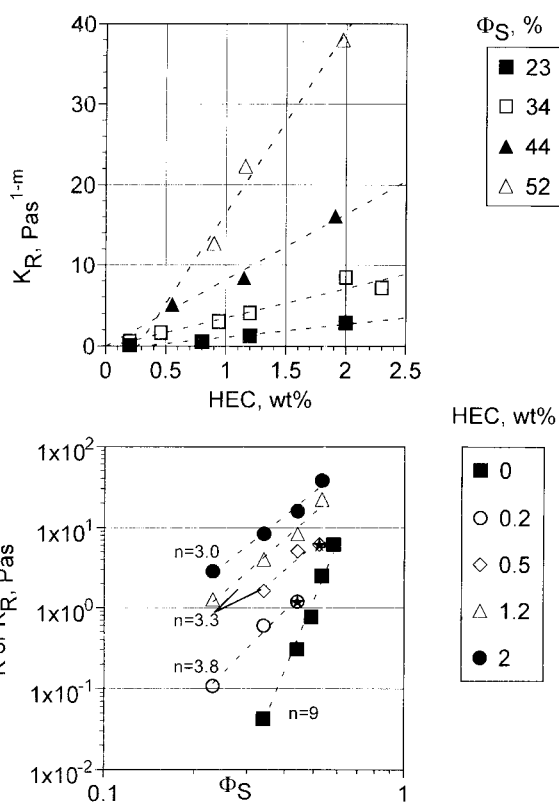 Φ_S, %
23
34
44
52
40
30
20
10
0
K_R, Pas^1-m
0 0.5 1 1.5 2 2.5
HEC, wt%
HEC, wt%
0
0.2
0.5
1.2
2
1x10^2
1x10^1
1x10^0
1x10^-1
1x10^-2
K_R, Pas
n=3.0
n=3.3
n=3.8
n=9
0.1 Φ_S 1